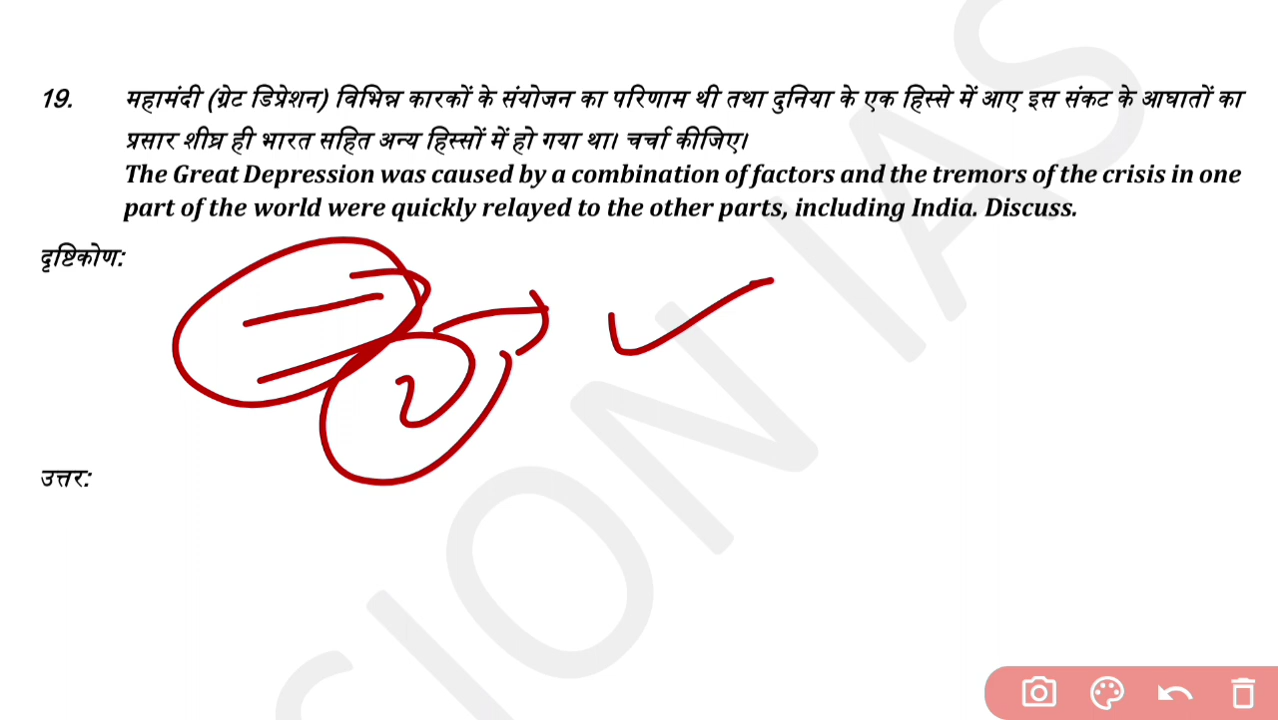 19. महामंदी (ग्रेट डिप्रेशन) विभिन्न कारकों के संयोजन का परिणाम थी तथा दुनिया के एक हिस्से में आए इस संकट के आघातों का
प्रसार शीघ्र ही भारत सहित अन्य हिस्सों में हो गया था। चर्चा कीजिए।
The Great Depression was caused by a combination of factors and the tremors of the crisis in one
part of the world were quickly relayed to the other parts, including India. Discuss.
दृष्टिकोण:
उत्तर:
SION IAS